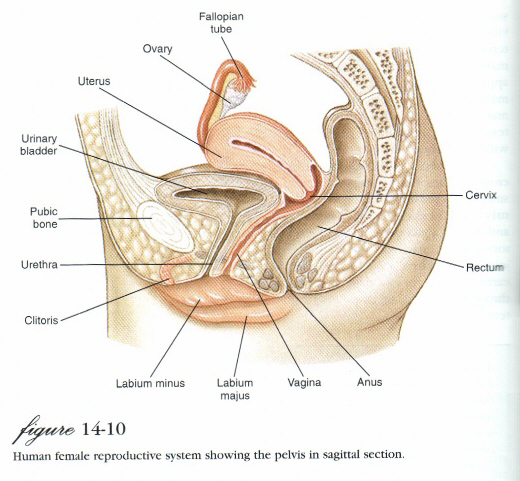 Fallopian
tube
Ovary
Uterus
Urinary
bladder
Cervix
Pubic
bone
Urethra
Rectum
Clitoris
Labium minus
Labium
majus
Vagina
Anus
figure 14-10
Human female reproductive system showing the pelvis in sagittal section.